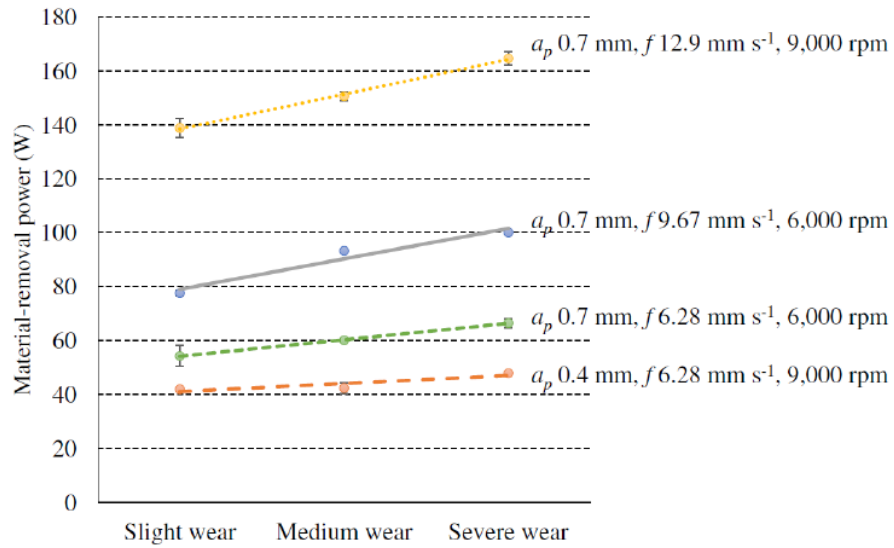 180
160
140
120
100
80
60
40
20
0
Material-removal power (W)
aₚ 0.7 mm, f 12.9 mm s⁻¹, 9,000 rpm
aₚ 0.7 mm, f 9.67 mm s⁻¹, 6,000 rpm
aₚ 0.7 mm, f 6.28 mm s⁻¹, 6,000 rpm
aₚ 0.4 mm, f 6.28 mm s⁻¹, 9,000 rpm
Slight wear Medium wear Severe wear